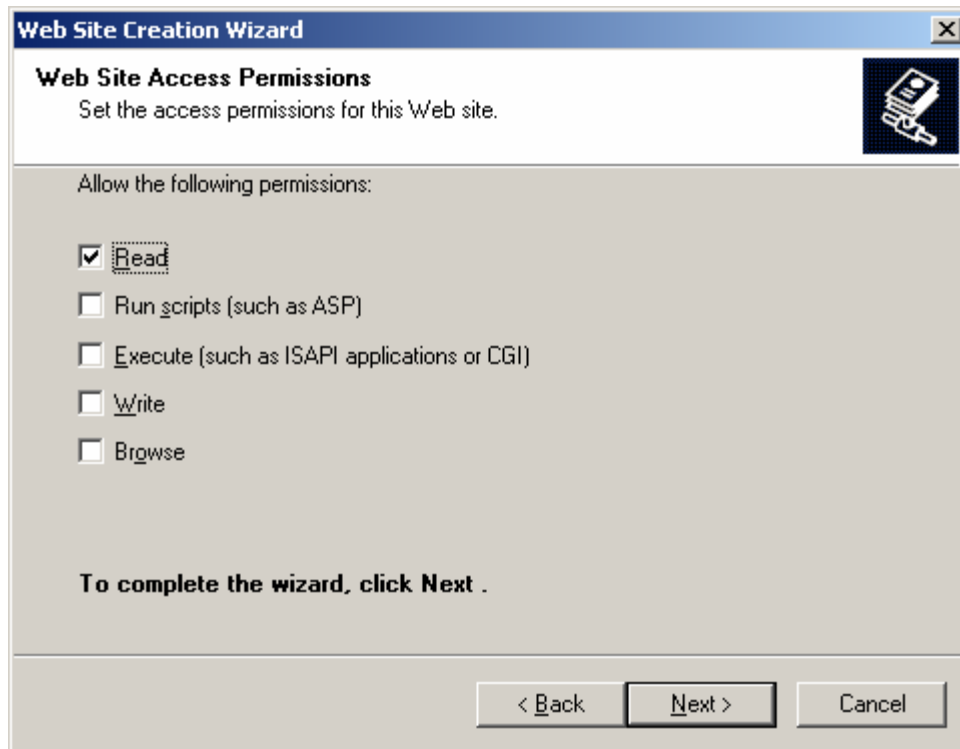 Web Site Creation Wizard
Web Site Access Permissions
Set the access permissions for this Web site.
Allow the following permissions:
Read
Run scripts (such as ASP)
Execute (such as ISAPI applications or CGI)
Write
Browse
To complete the wizard, click Next .
< Back
Next >
Cancel